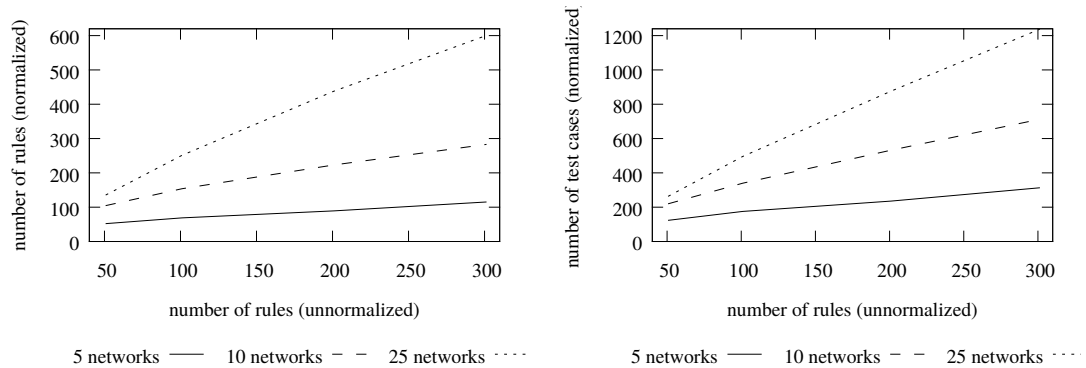 number of rules (normalized)
600
500
400
300
200
100
0
50 100 150 200 250 300
number of rules (unnormalized)
5 networks 10 networks 25 networks
number of test cases (normalized)
1200
1000
800
600
400
200
0
50 100 150 200 250 300
number of rules (unnormalized)
5 networks 10 networks 25 networks